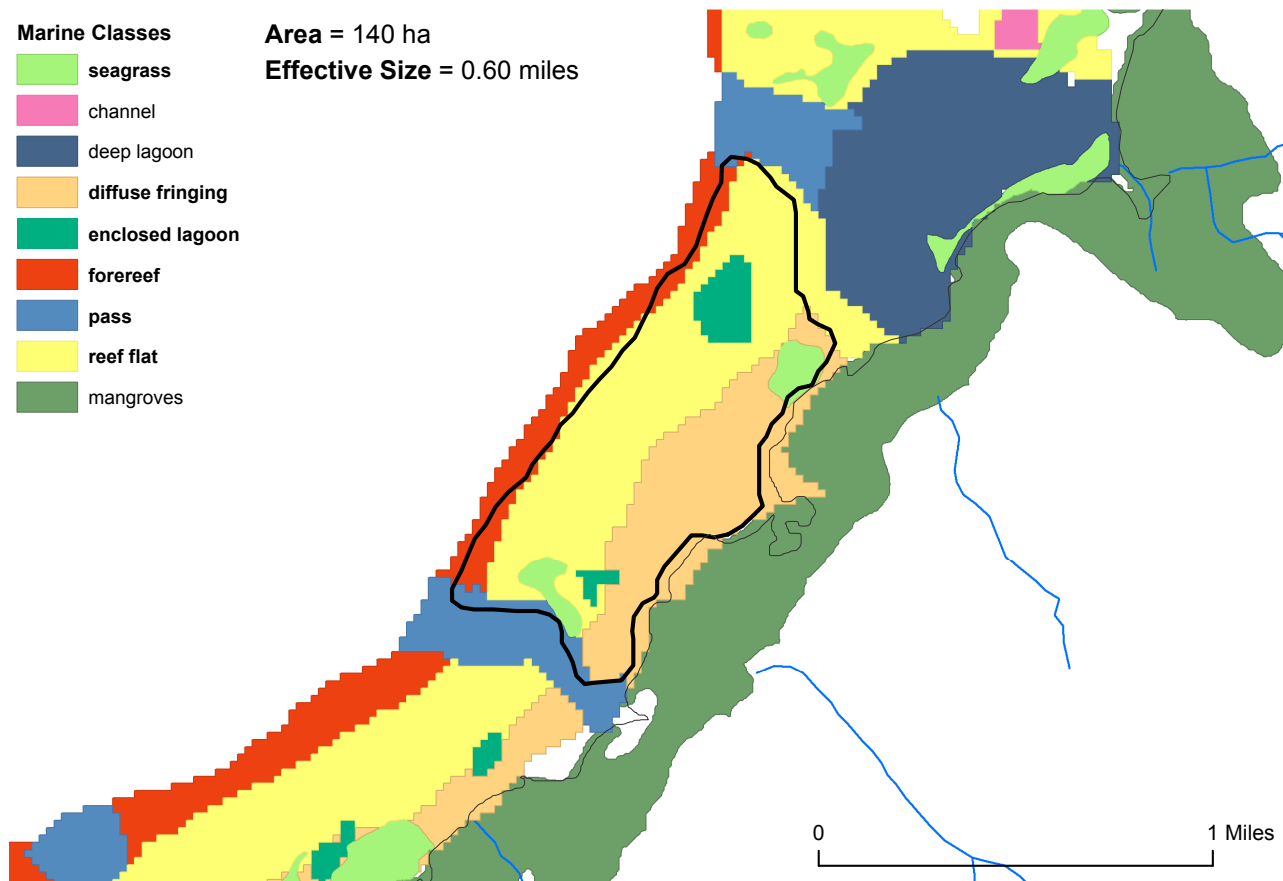 Marine Classes
seagrass
channel
deep lagoon
diffuse fringing
enclosed lagoon
forereef
pass
reef flat
mangroves
Area = 140 ha
Effective Size = 0.60 miles
0 1 Miles